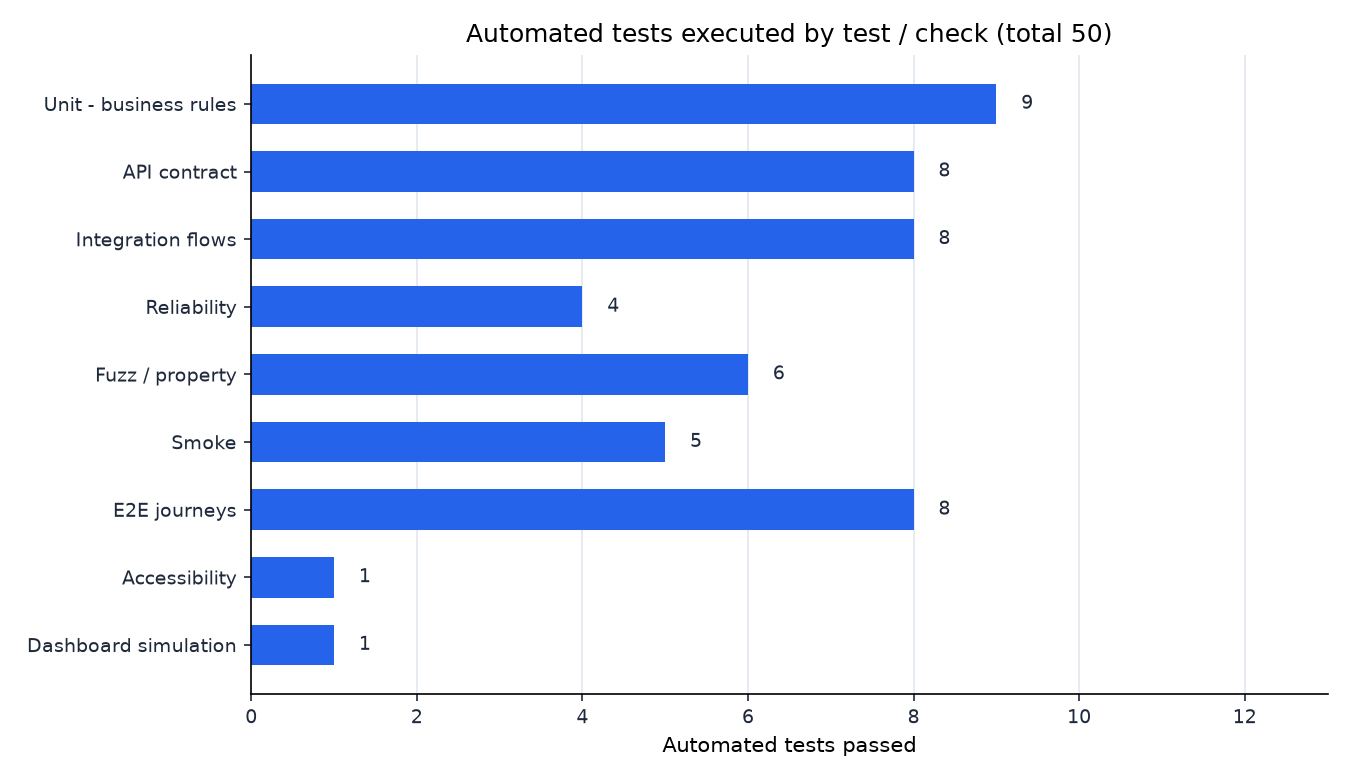 Automated tests executed by test / check (total 50)
Unit - business rules 9
API contract 8
Integration flows 8
Reliability 4
Fuzz / property 6
Smoke 5
E2E journeys 8
Accessibility 1
Dashboard simulation 1
0 2 4 6 8 10 12
Automated tests passed